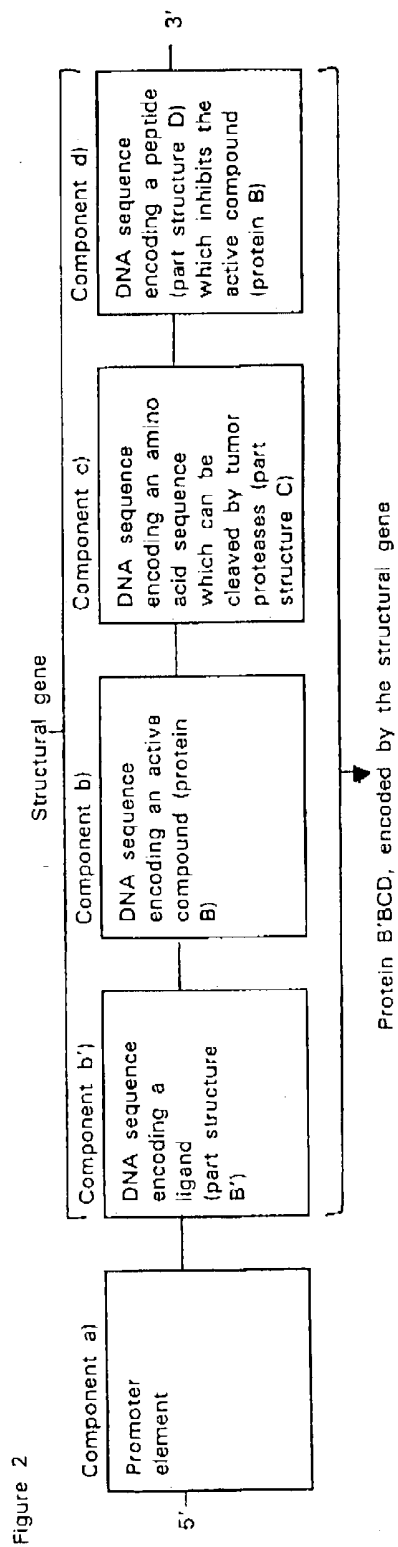 Figure 2
Structural gene
Component a)
Component b')
Component b)
Component c)
Component d)
5'
Promoter
element
DNA sequence
encoding a
ligand
(part structure
B')
DNA sequence
encoding an active
compound (protein
B)
DNA sequence
encoding an amino
acid sequence
which can be
cleaved by tumor
proteases (part
structure C)
DNA sequence
encoding a peptide
(part structure D)
which inhibits the
active compound
(protein B)
3'
Protein B'BCD, encoded by the structural gene